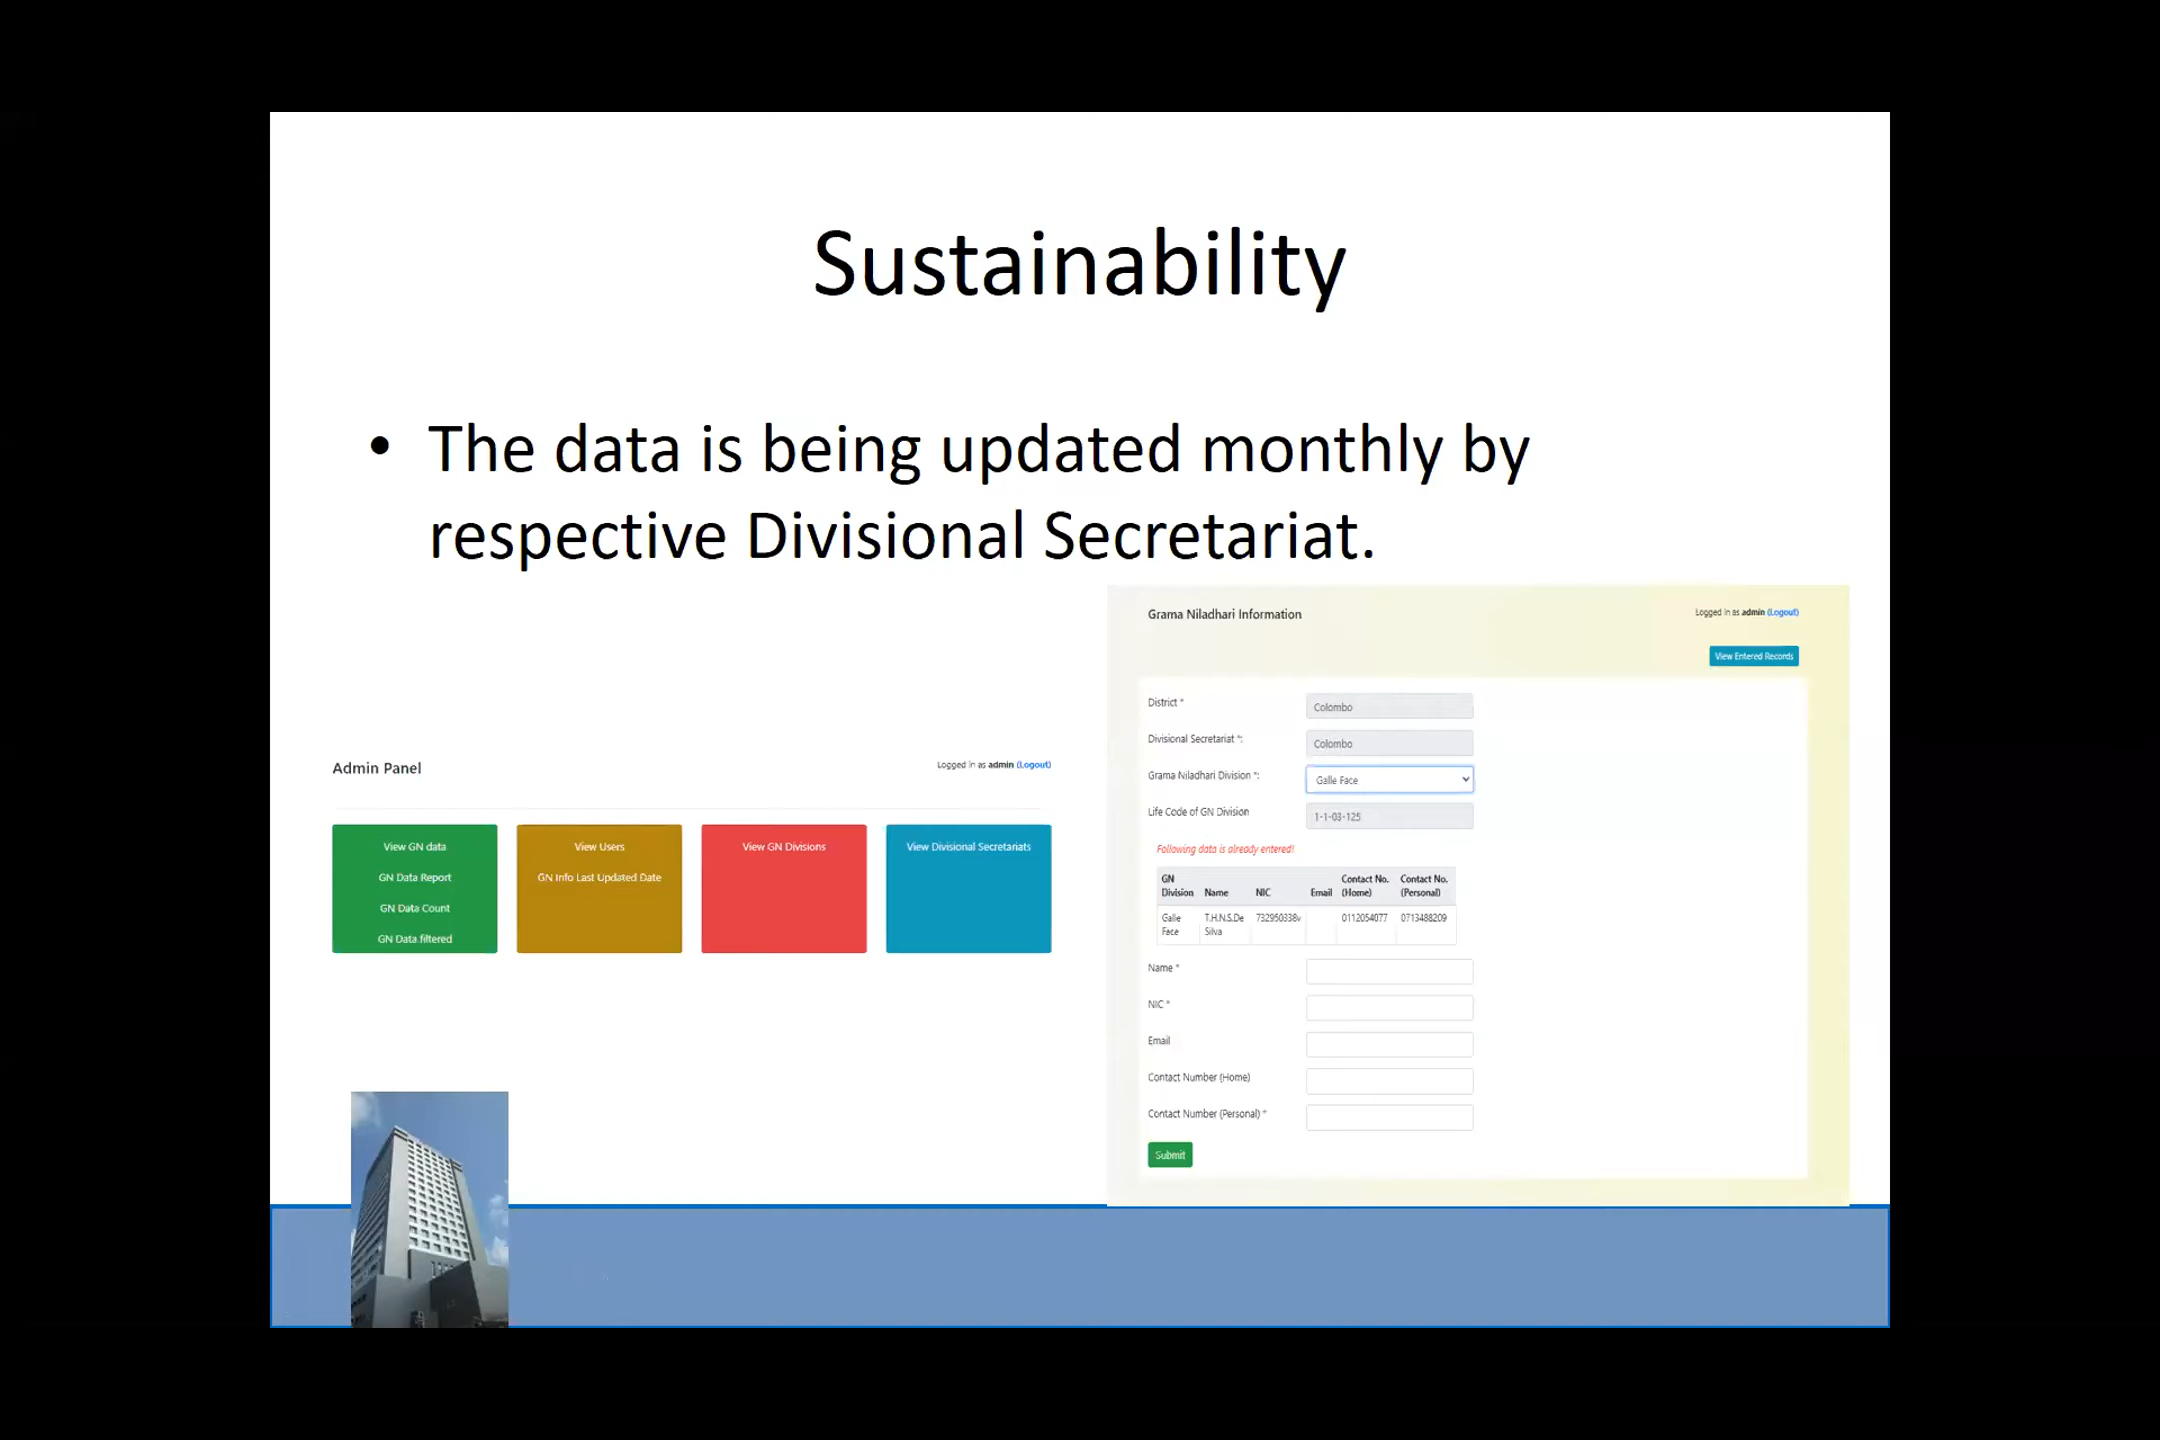 Sustainability
• The data is being updated monthly by
respective Divisional Secretariat.
Admin Panel
Logged in as admin (Logout)
View GN data
GN Data Report
GN Data Count
GN Data filtered
View Users
GN Info Last Updated Date
View GN Divisions
View Divisional Secretariats
Grama Niladhari Information
Logged in as admin (Logout)
View Entered Records
District *
Colombo
Divisional Secretariat *:
Colombo
Grama Niladhari Division *:
Galle Face
Life Code of GN Division
1-1-03-125
Following data is already entered!
GN Division Name NIC Email Contact No. (Home) Contact No. (Personal)
Galle Face T.H.N.S.De Silva 732950338v 0112054077 0713488209
Name *
NIC *
Email
Contact Number (Home)
Contact Number (Personal) *
Submit